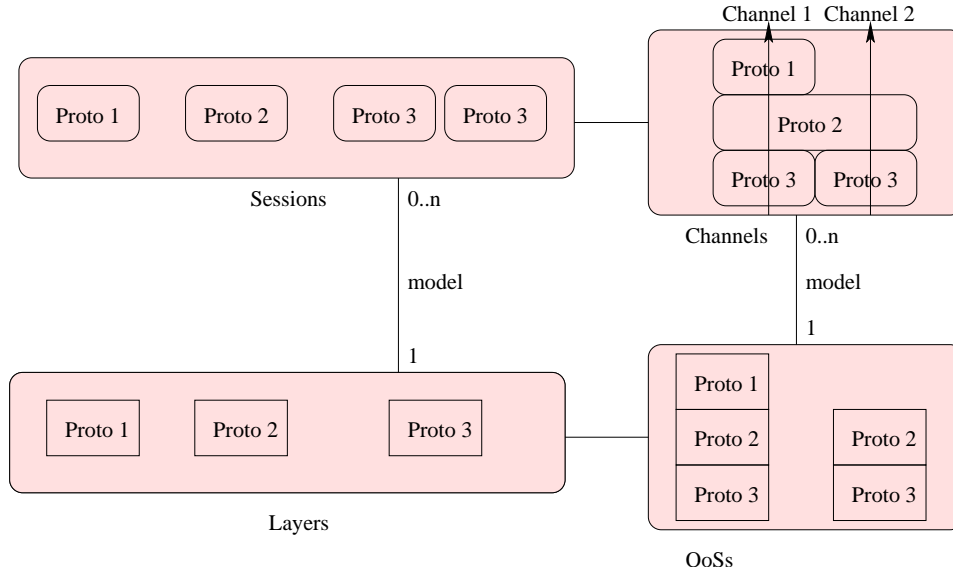 Channel 1 Channel 2
Proto 1
Proto 2
Proto 3 Proto 3
Channels
Proto 1 Proto 2 Proto 3 Proto 3
Sessions
0..n
model
1
0..n
model
1
Proto 1 Proto 2 Proto 3
Layers
Proto 1
Proto 2
Proto 3
Proto 2
Proto 3
QoSs